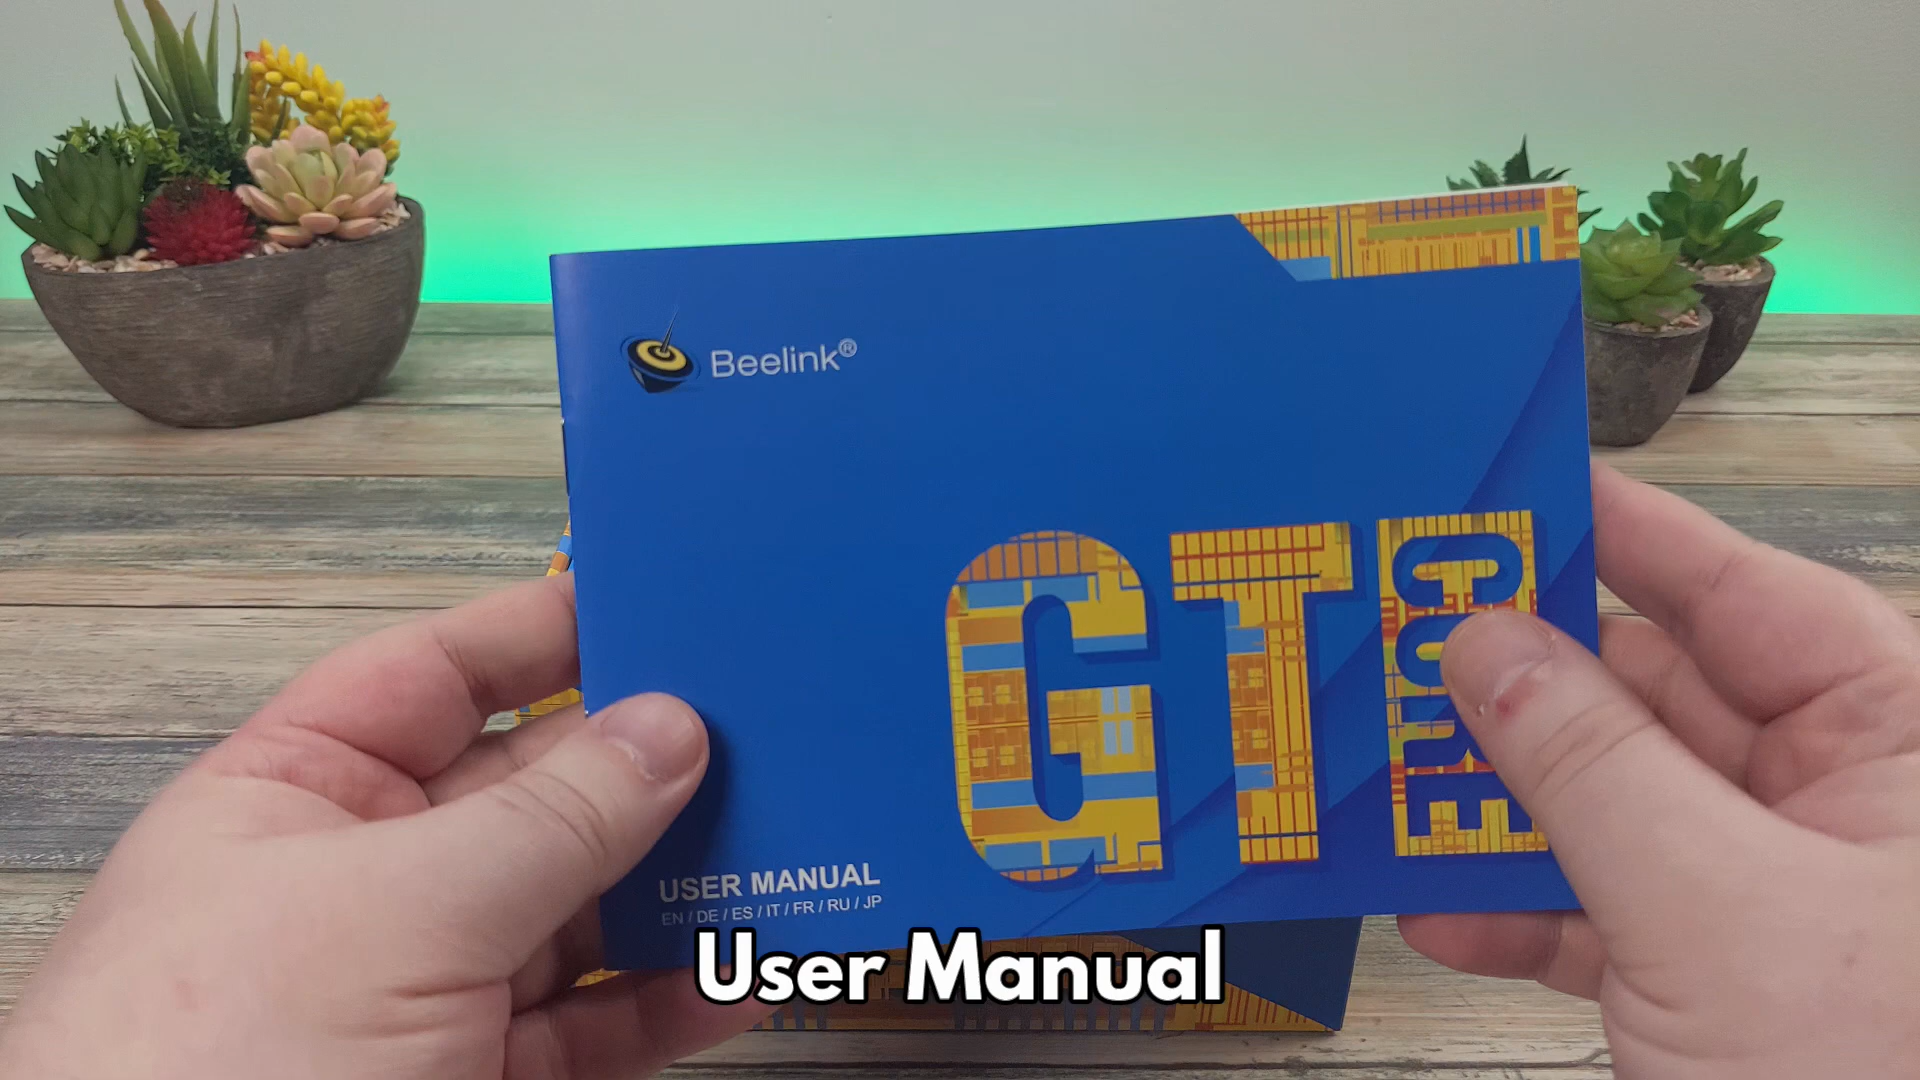 Beelink®
GT CORE
USER MANUAL
EN / DE / ES / IT / FR / RU / JP
User Manual